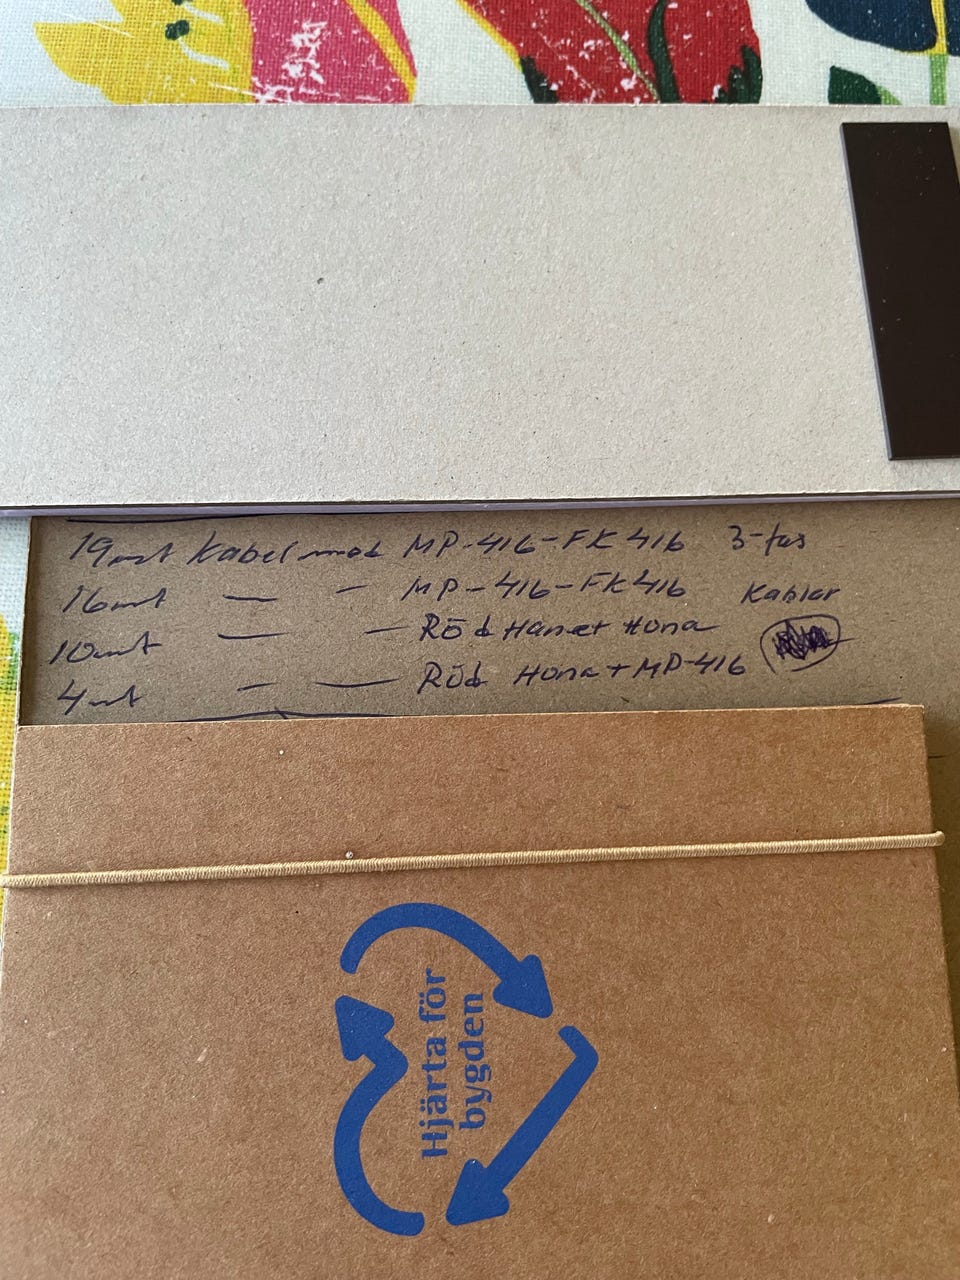 19mt Kabel med MP-416-FK416 3-fas
16mt — — MP-416-FK416 Kablar
10mt — — Röd Hane+Hona
4mt — — Röd Hona+MP-416
Hjärta för
bygden